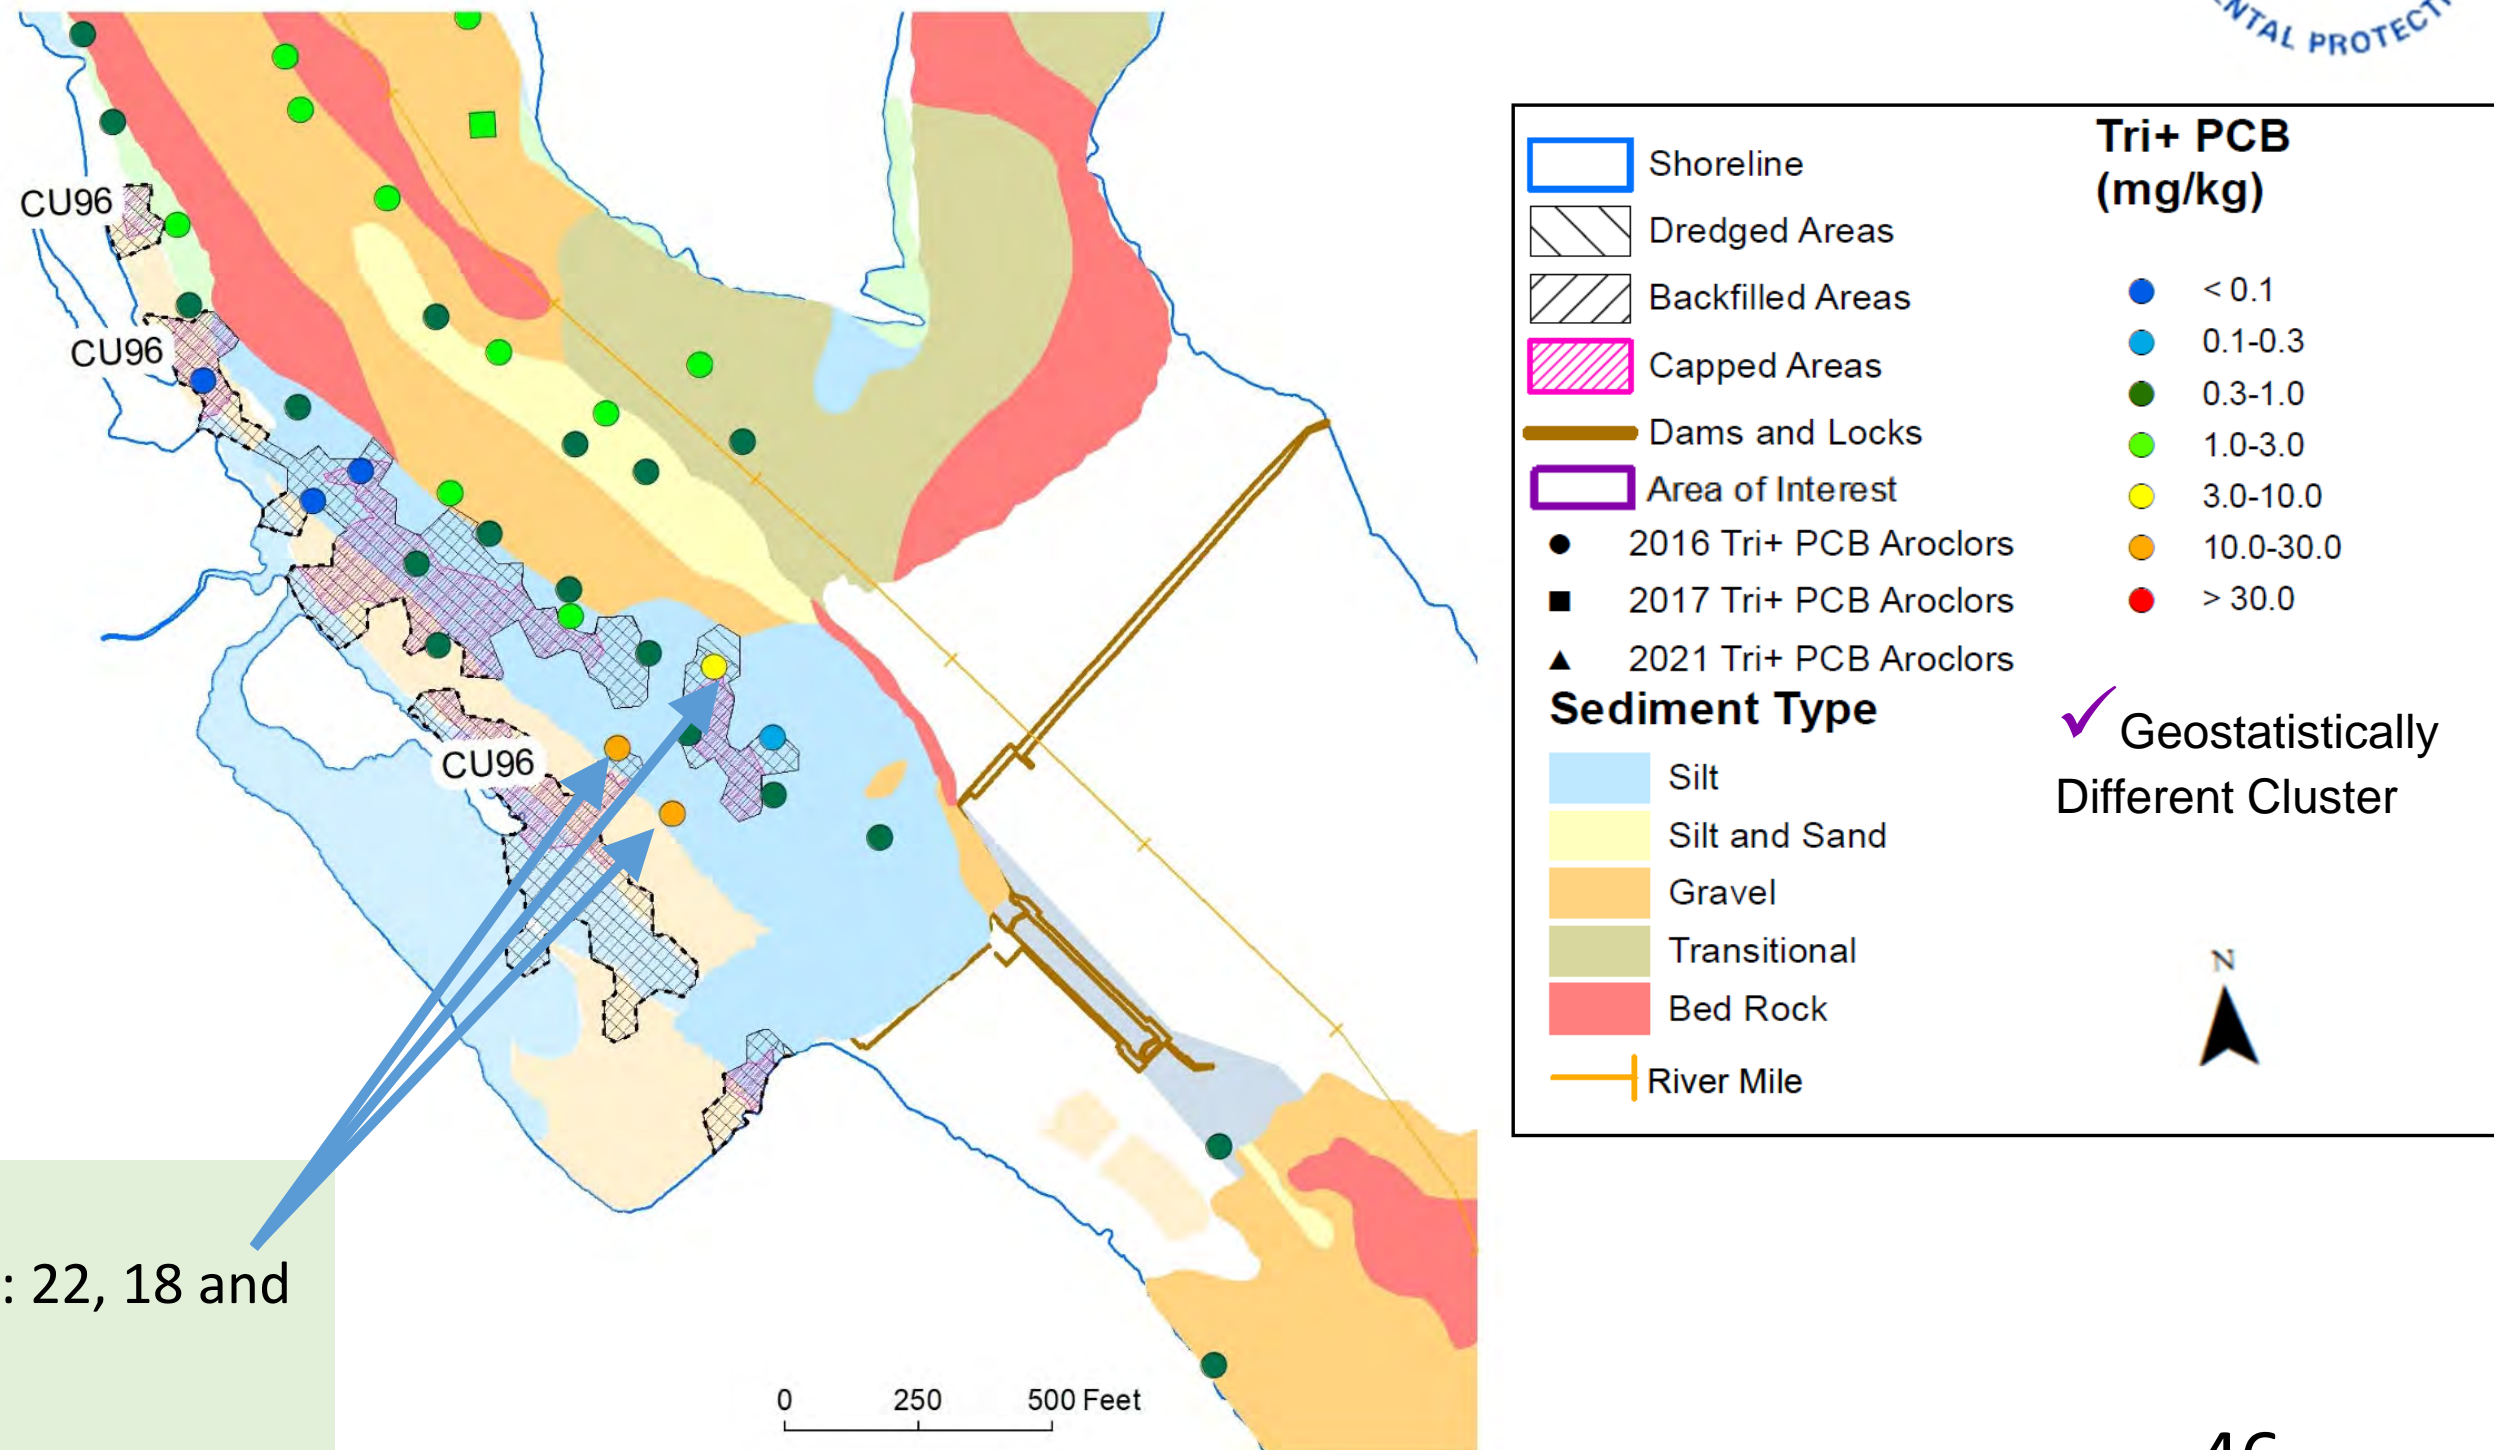 PROTECT
CU96
CU96
CU96
: 22, 18 and
0 250 500 Feet
Shoreline
Dredged Areas
Backfilled Areas
Capped Areas
Dams and Locks
Area of Interest
2016 Tri+ PCB Aroclors
2017 Tri+ PCB Aroclors
2021 Tri+ PCB Aroclors
Sediment Type
Silt
Silt and Sand
Gravel
Transitional
Bed Rock
River Mile
Tri+ PCB
(mg/kg)
< 0.1
0.1-0.3
0.3-1.0
1.0-3.0
3.0-10.0
10.0-30.0
> 30.0
✓ Geostatistically
Different Cluster
N